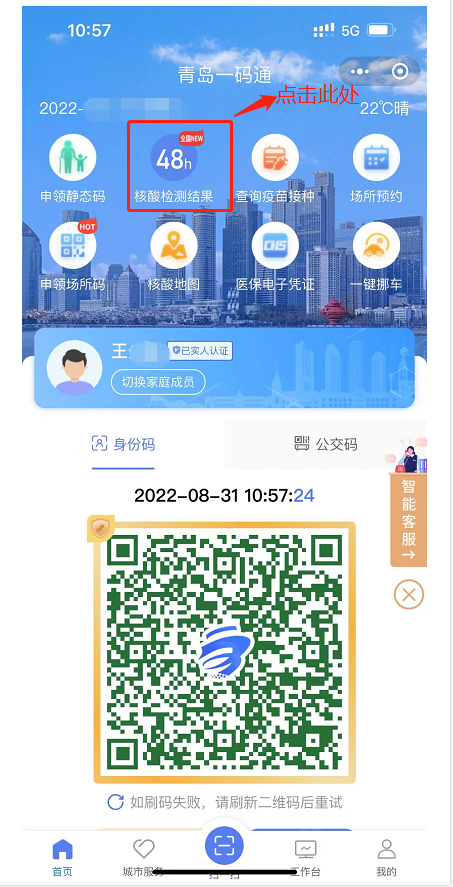 10:57
5G
青岛一码通
点击此处
2022-
22℃晴
全国NEW
48h
申领静态码
核酸检测结果
查询疫苗接种
场所预约
HOT
申领场所码
核酸地图
医保电子凭证
一键挪车
王
已实人认证
切换家庭成员
身份码
公交码
2022-08-31 10:57:24
智能客服
如刷码失败，请刷新二维码后重试
首页
城市服务
扫一扫
工作台
我的